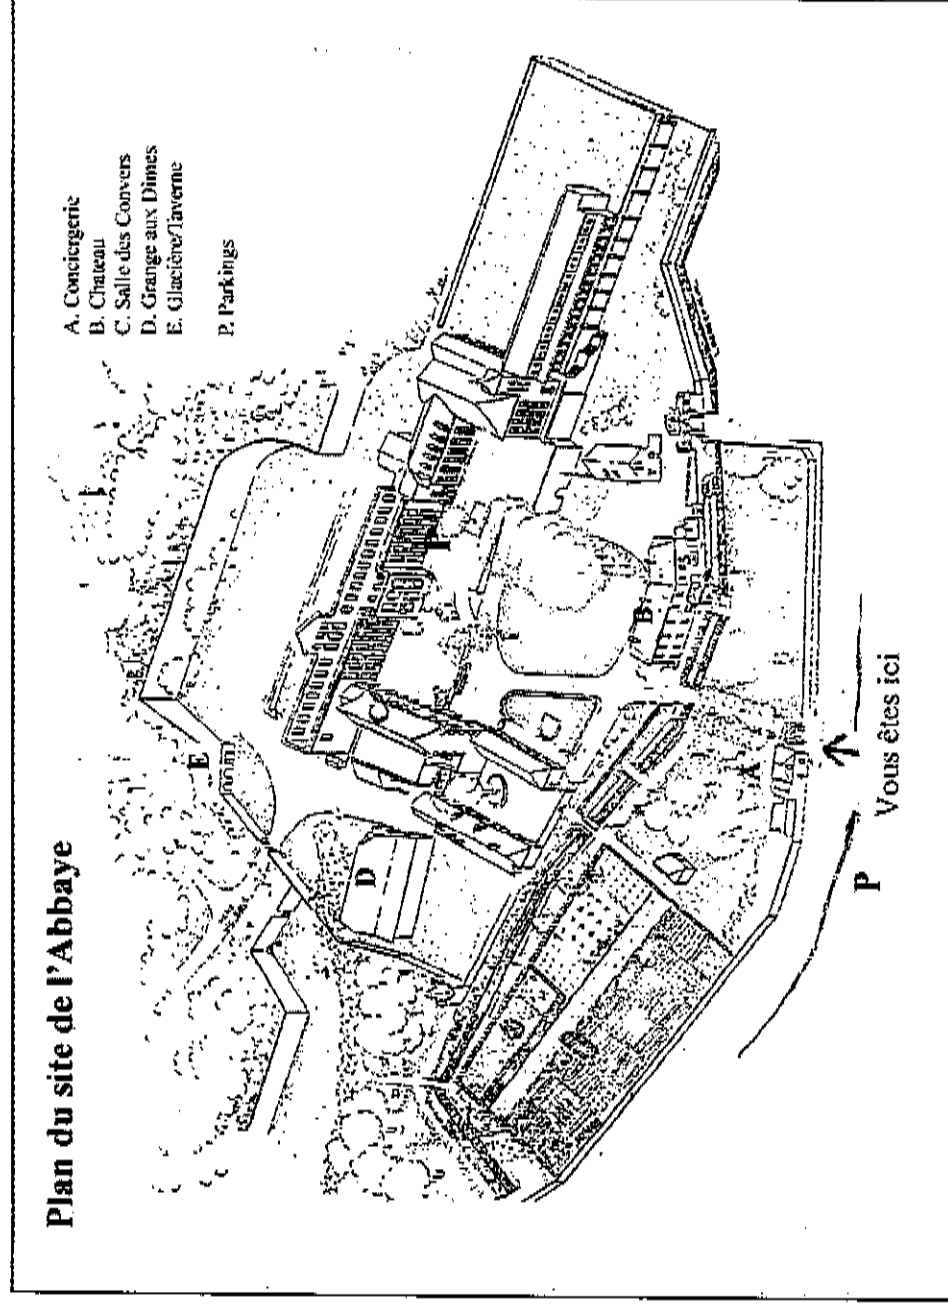 Plan du site de l'Abbaye
A. Conciergerie
B. Chateau
C. Salle des Convers
D. Grange aux Dimes
E. Glacière/Taverne
P. Parkings
E
D
B
A
P
Vous êtes ici